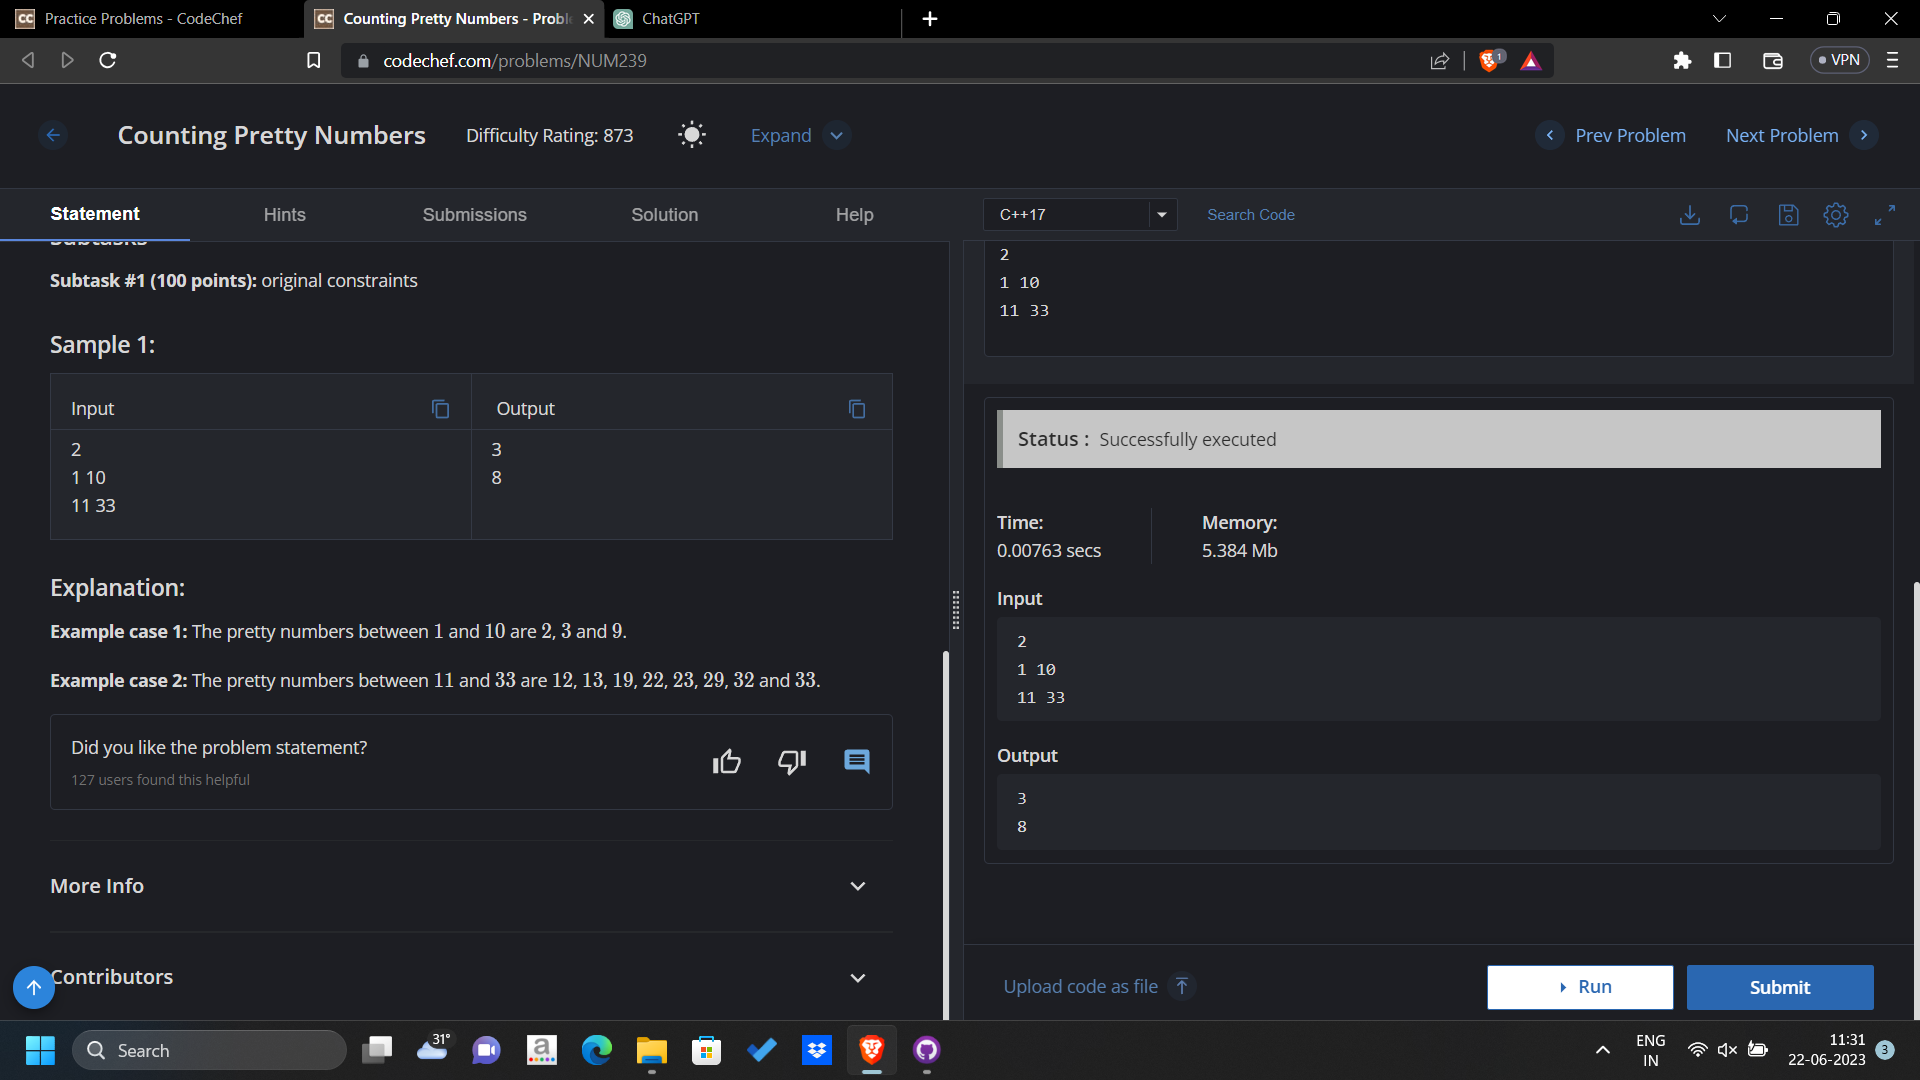 Practice Problems - CodeChef
Counting Pretty Numbers - Probl
ChatGPT
codechef.com/problems/NUM239
1
VPN
Counting Pretty Numbers
Difficulty Rating: 873
Expand
Prev Problem
Next Problem
Statement
Hints
Submissions
Solution
Help
C++17
Search Code
Subtasks
Subtask #1 (100 points): original constraints
Sample 1:
Input
Output
2
1 10
11 33
3
8
Explanation:
Example case 1: The pretty numbers between 1 and 10 are 2, 3 and 9.
Example case 2: The pretty numbers between 11 and 33 are 12, 13, 19, 22, 23, 29, 32 and 33.
Did you like the problem statement?
127 users found this helpful
More Info
Contributors
2
1 10
11 33
Status : Successfully executed
Time:
0.00763 secs
Memory:
5.384 Mb
Input
2
1 10
11 33
Output
3
8
Upload code as file
Run
Submit
Search
31°
a
ENG
IN
11:31
22-06-2023
3